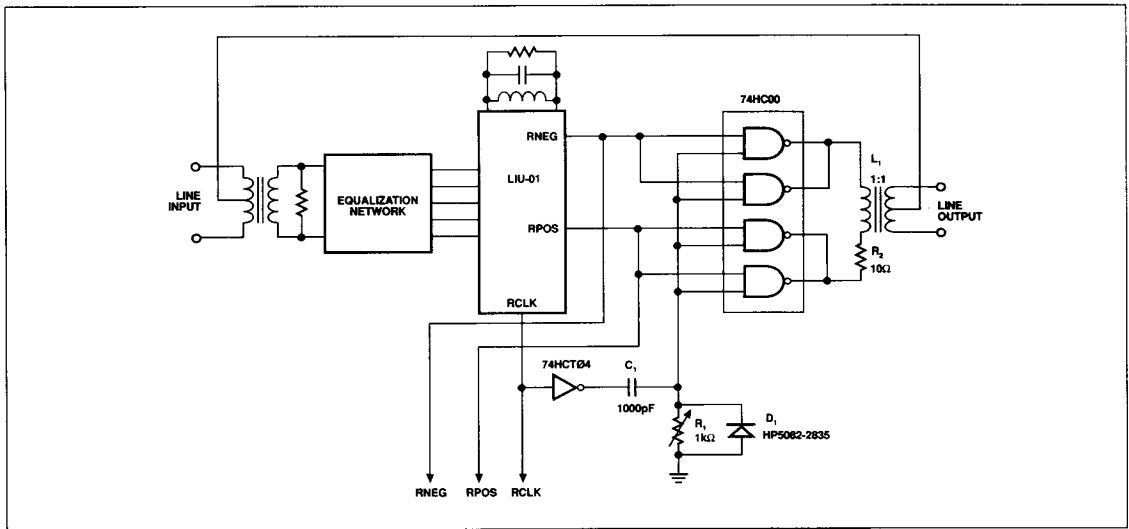 74HC00
RNEG
LIU-01
LINE
INPUT
EQUALIZATION
NETWORK
RPOS
RCLK
L1
1:1
LINE
OUTPUT
R2
10Ω
74HCTØ4
C1
1000pF
R1
1kΩ
D1
HP5082-2835
RNEG RPOS RCLK